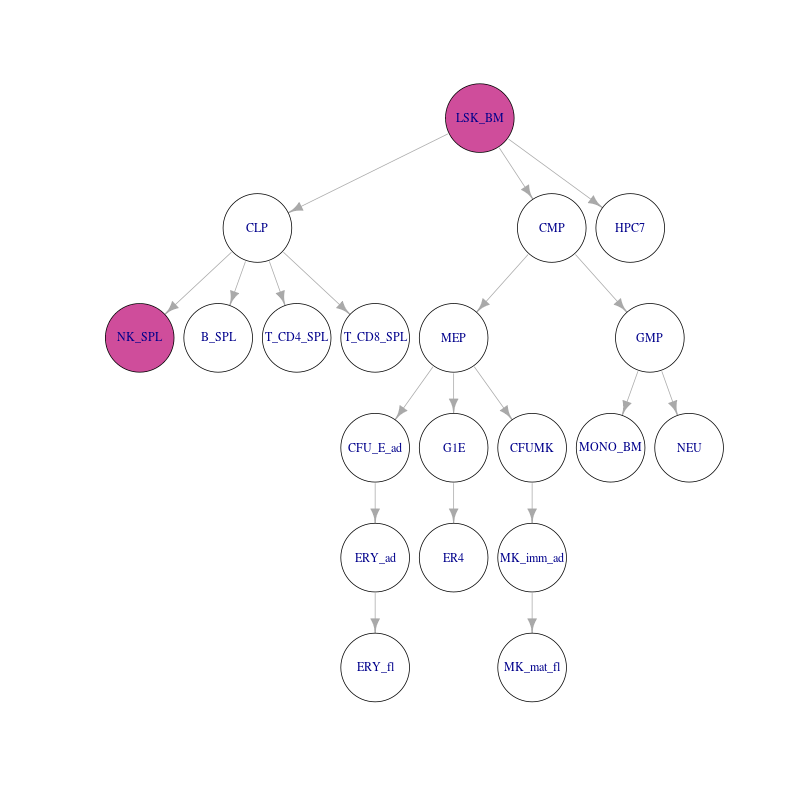 LSK_BM
CLP
CMP
HPC7
NK_SPL
B_SPL
T_CD4_SPL
T_CD8_SPL
MEP
GMP
CFU_E_ad
G1E
CFUMK
MONO_BM
NEU
ERY_ad
ER4
MK_imm_ad
ERY_fl
MK_mat_fl